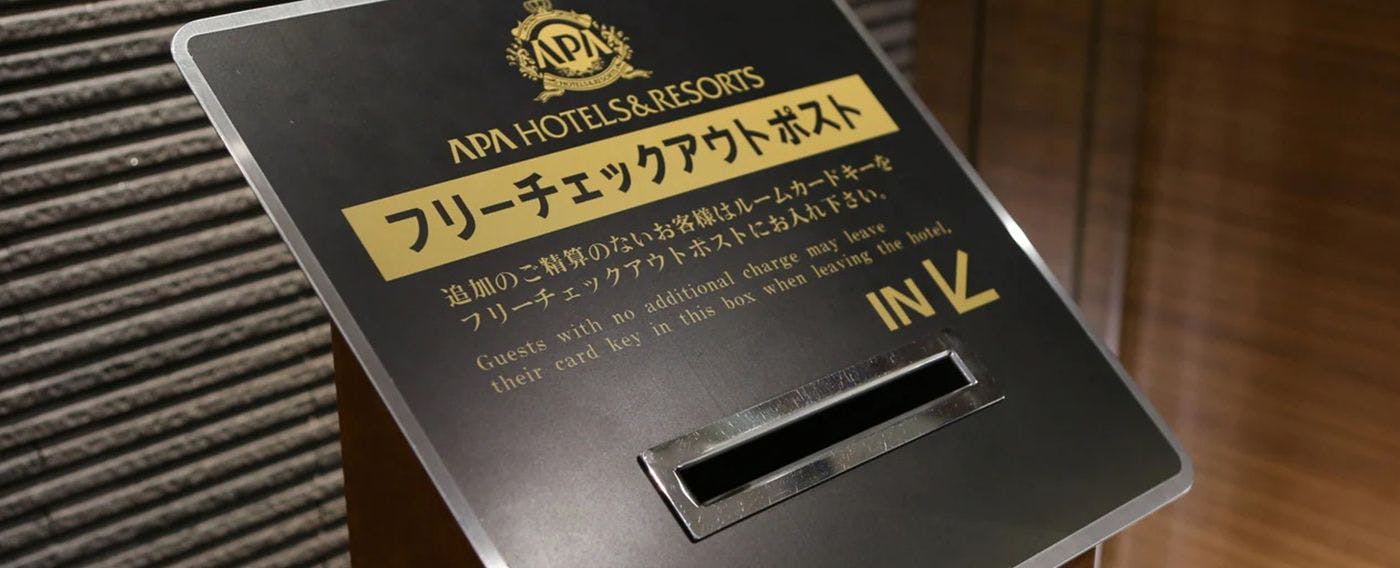 APA
HOTELS&RESORTS
APA HOTELS&RESORTS
フリーチェックアウトポスト
追加のご精算のないお客様はルームカードキーを
フリーチェックアウトポストにお入れ下さい。
Guests with no additional charge may leave
their card key in this box when leaving the hotel.
IN